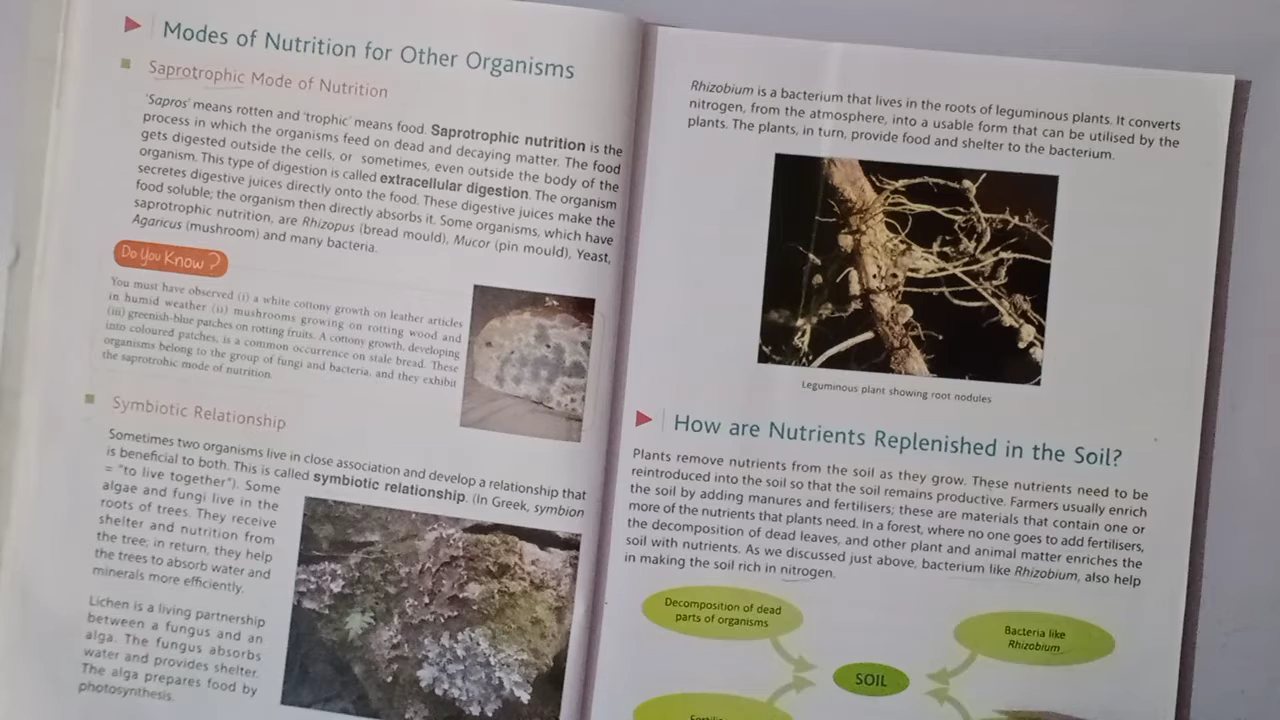 Modes of Nutrition for Other Organisms
Saprotrophic Mode of Nutrition
'Sapros' means rotten and 'trophic' means food. Saprotrophic nutrition is the
process in which the organisms feed on dead and decaying matter. The food
gets digested outside the cells, or sometimes, even outside the body of the
organism. This type of digestion is called extracellular digestion. The organism
secretes digestive juices directly onto the food. These digestive juices make the
food soluble; the organism then directly absorbs it. Some organisms, which have
saprotrophic nutrition, are Rhizopus (bread mould), Mucor (pin mould), Yeast,
Agaricus (mushroom) and many bacteria.
Do You Know?
You must have observed (i) a white cottony growth on leather articles
in humid weather (ii) mushrooms growing on rotting wood and
(iii) greenish-blue patches on rotting fruits. A cottony growth, developing
into coloured patches, is a common occurrence on stale bread. These
organisms belong to the group of fungi and bacteria, and they exhibit
the saprotrohic mode of nutrition.
Symbiotic Relationship
Sometimes two organisms live in close association and develop a relationship that
is beneficial to both. This is called symbiotic relationship. (In Greek, symbion
= "to live together"). Some
algae and fungi live in the
roots of trees. They receive
shelter and nutrition from
the tree; in return, they help
the trees to absorb water and
minerals more efficiently.
Lichen is a living partnership
between a fungus and an
alga. The fungus absorbs
water and provides shelter.
The alga prepares food by
photosynthesis.
Rhizobium is a bacterium that lives in the roots of leguminous plants. It converts
nitrogen, from the atmosphere, into a usable form that can be utilised by the
plants. The plants, in turn, provide food and shelter to the bacterium.
Leguminous plant showing root nodules
How are Nutrients Replenished in the Soil?
Plants remove nutrients from the soil as they grow. These nutrients need to be
reintroduced into the soil so that the soil remains productive. Farmers usually enrich
the soil by adding manures and fertilisers; these are materials that contain one or
more of the nutrients that plants need. In a forest, where no one goes to add fertilisers,
the decomposition of dead leaves, and other plant and animal matter enriches the
soil with nutrients. As we discussed just above, bacterium like Rhizobium, also help
in making the soil rich in nitrogen.
Decomposition of dead
parts of organisms
Bacteria like
Rhizobium
SOIL